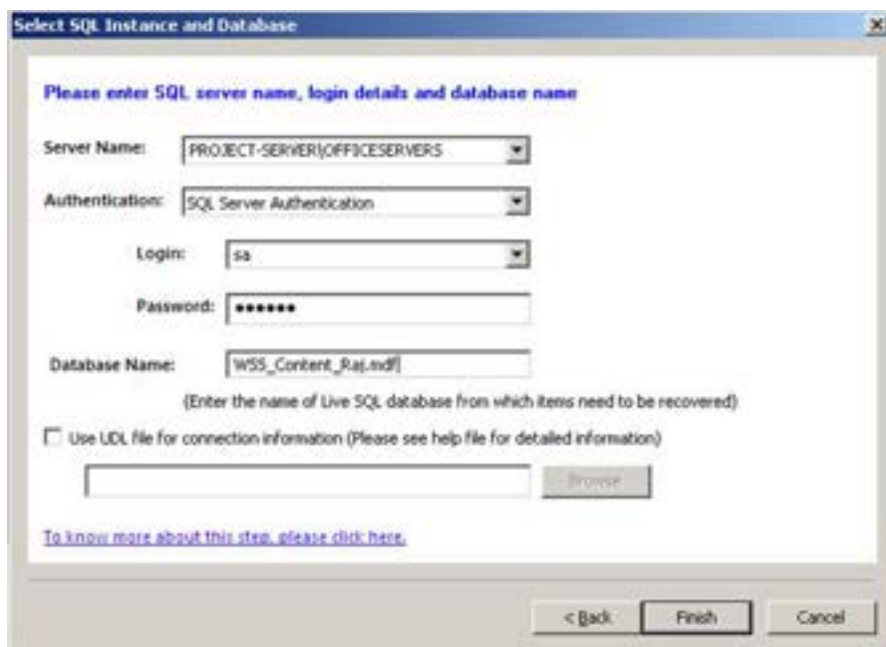 Select SQL Instance and Database
Please enter SQL server name, login details and database name
Server Name: PROJECT-SERVER\OFFICESERVERS
Authentication: SQL Server Authentication
Login: sa
Password: ●●●●●●
Database Name: WSS_Content_Raj.mdf
(Enter the name of Live SQL database from which items need to be recovered)
Use UDL file for connection information (Please see help file for detailed information)
Browse
To know more about this step, please click here.
< Back Finish Cancel